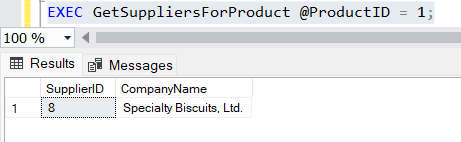 EXEC GetSuppliersForProduct @ProductID = 1;
100 %
Results Messages
SupplierID CompanyName
1 8 Specialty Biscuits, Ltd.